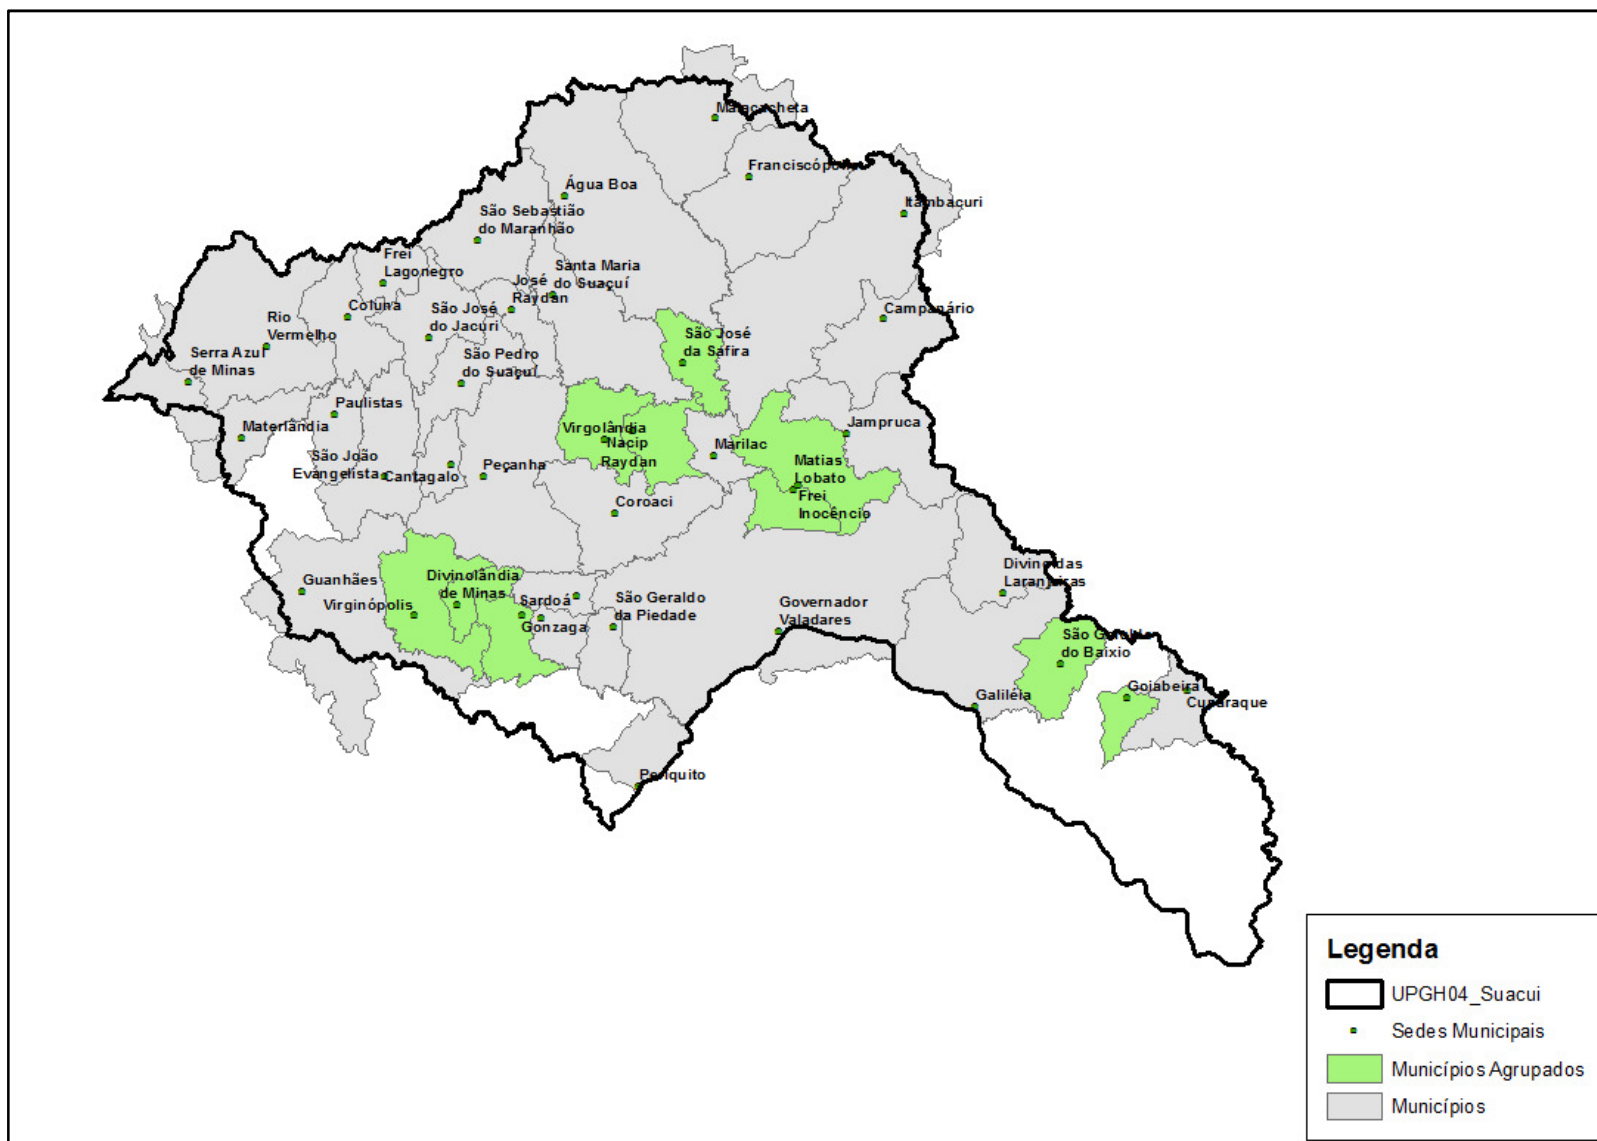 Malacacheta
Franciscópolis
Água Boa
Itambacuri
São Sebastião
do Maranhão
Frei
Lagonegro
Santa Maria
do Suaçuí
José
Raydan
Coluna
São José
do Jacuri
Campanário
Rio
Vermelho
São José
da Safira
Serra Azul
de Minas
São Pedro
do Suaçuí
Paulistas
Materlândia
Virgolândia
Nacip
Raydan
Marilac
Jampruca
São João
Evangelista
Cantagalo
Peçanha
Matias
Lobato
Frei
Inocêncio
Coroaci
Guanhães
Divinolândia
de Minas
Virginópolis
Sardoá
Gonzaga
São Geraldo
da Piedade
Governador
Valadares
Divino das
Laranjeiras
São Geraldo
do Baixio
Galiléia
Goiabeira
Cuparaque
Periquito
Legenda
UPGH04_Suacui
Sedes Municipais
Municípios Agrupados
Municípios